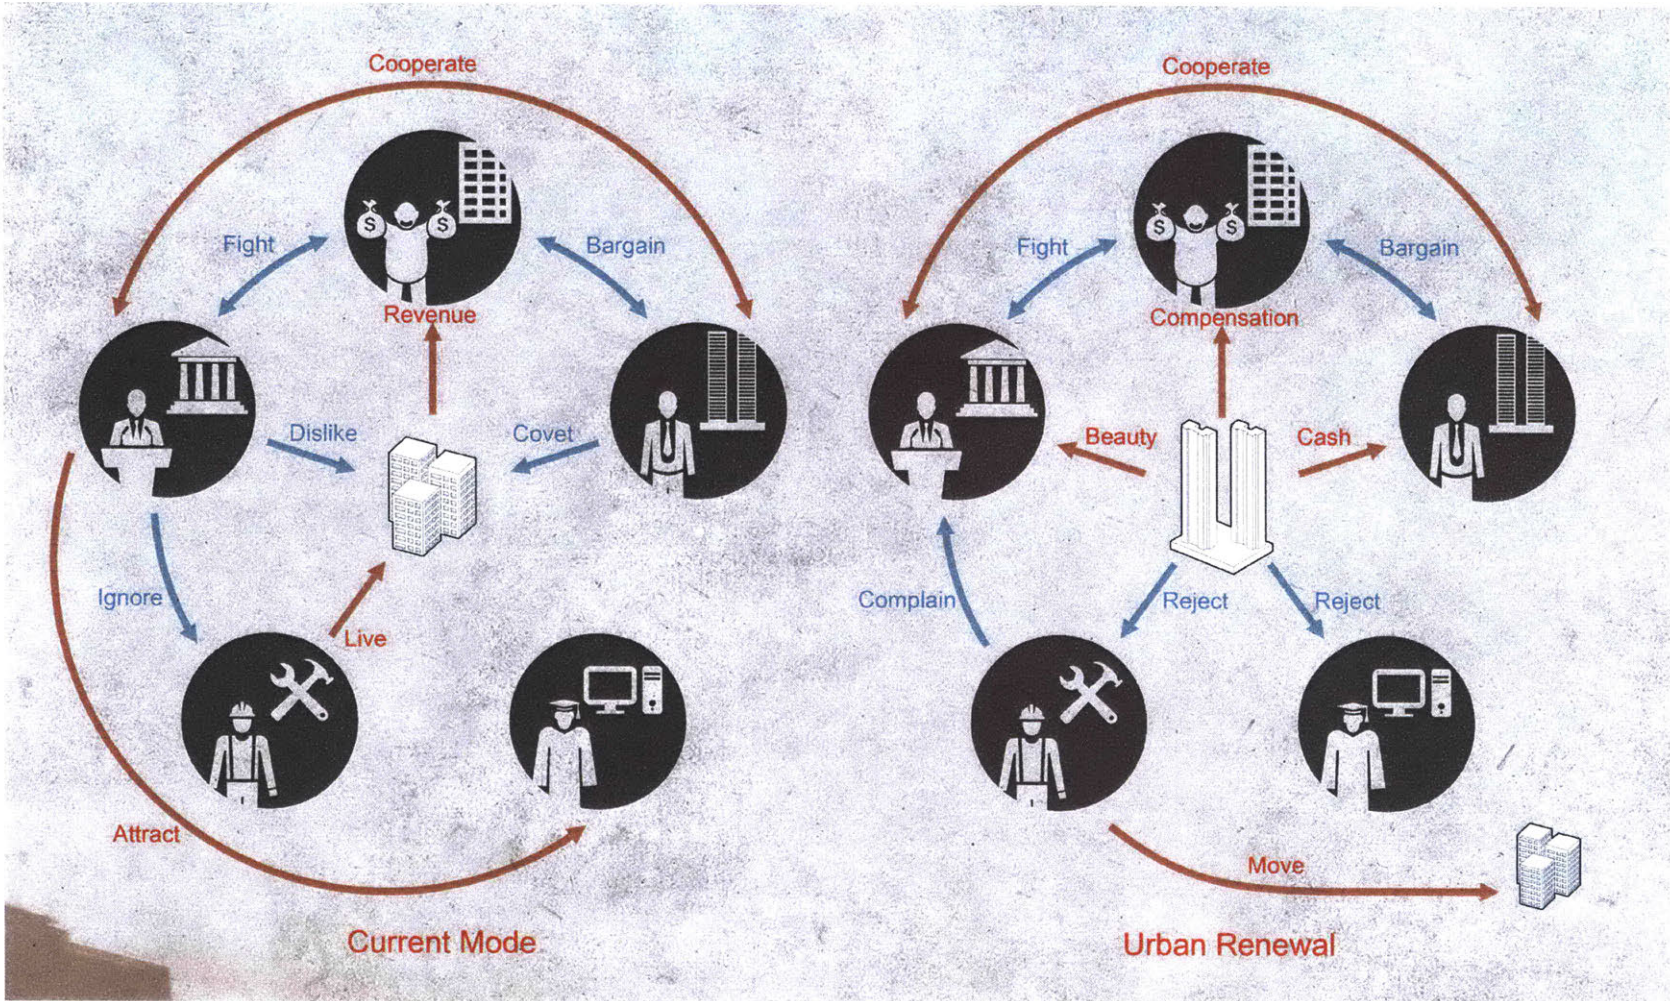 Cooperate
Fight
Bargain
$ $
Revenue
Dislike
Covet
Ignore
Live
Attract
Current Mode
Cooperate
Fight
Bargain
$ $
Compensation
Beauty
Cash
Complain
Reject
Reject
Move
Urban Renewal